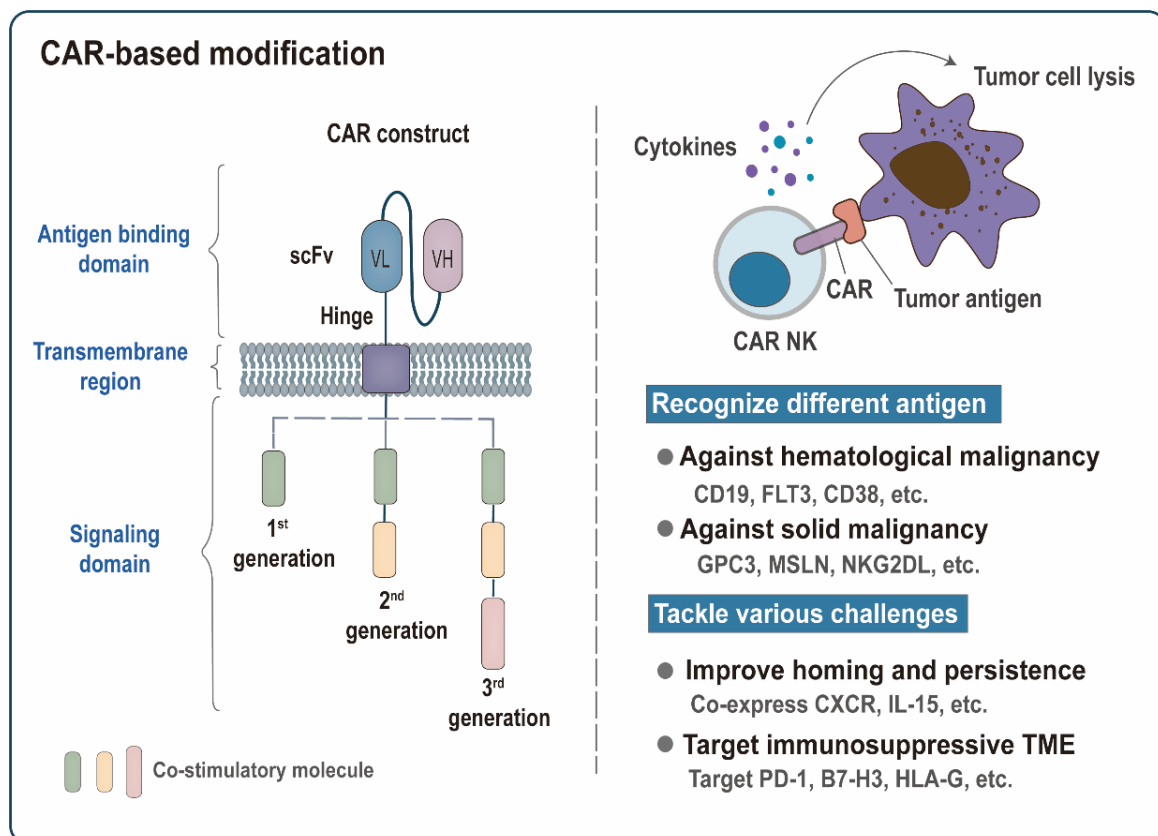 CAR-based modification
CAR construct
Antigen binding
domain
scFv
VL
VH
Hinge
Transmembrane
region
Signaling
domain
1st
generation
2nd
generation
3rd
generation
Co-stimulatory molecule
Tumor cell lysis
Cytokines
CAR
Tumor antigen
CAR NK
Recognize different antigen
● Against hematological malignancy
CD19, FLT3, CD38, etc.
● Against solid malignancy
GPC3, MSLN, NKG2DL, etc.
Tackle various challenges
● Improve homing and persistence
Co-express CXCR, IL-15, etc.
● Target immunosuppressive TME
Target PD-1, B7-H3, HLA-G, etc.